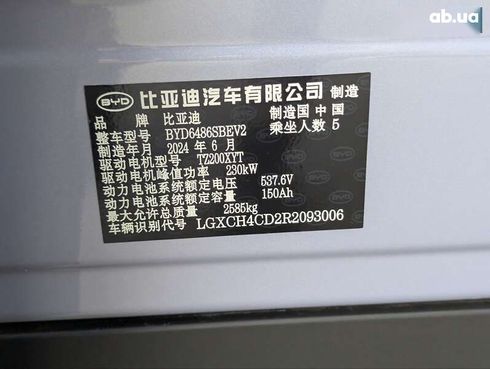 ab.ua
BYD 比亚迪汽车有限公司 制造
品牌 比亚迪 制造国 中国
整车型号 BYD6486SBEV2 乘坐人数 5
制造年月 2024 年 6 月
驱动电机型号 TZ200XYT
驱动电机峰值功率 230kW
动力电池系统额定电压 537.6V
动力电池系统额定容量 150Ah
最大允许总质量 2585kg
车辆识别代号 LGXCH4CD2R2093006